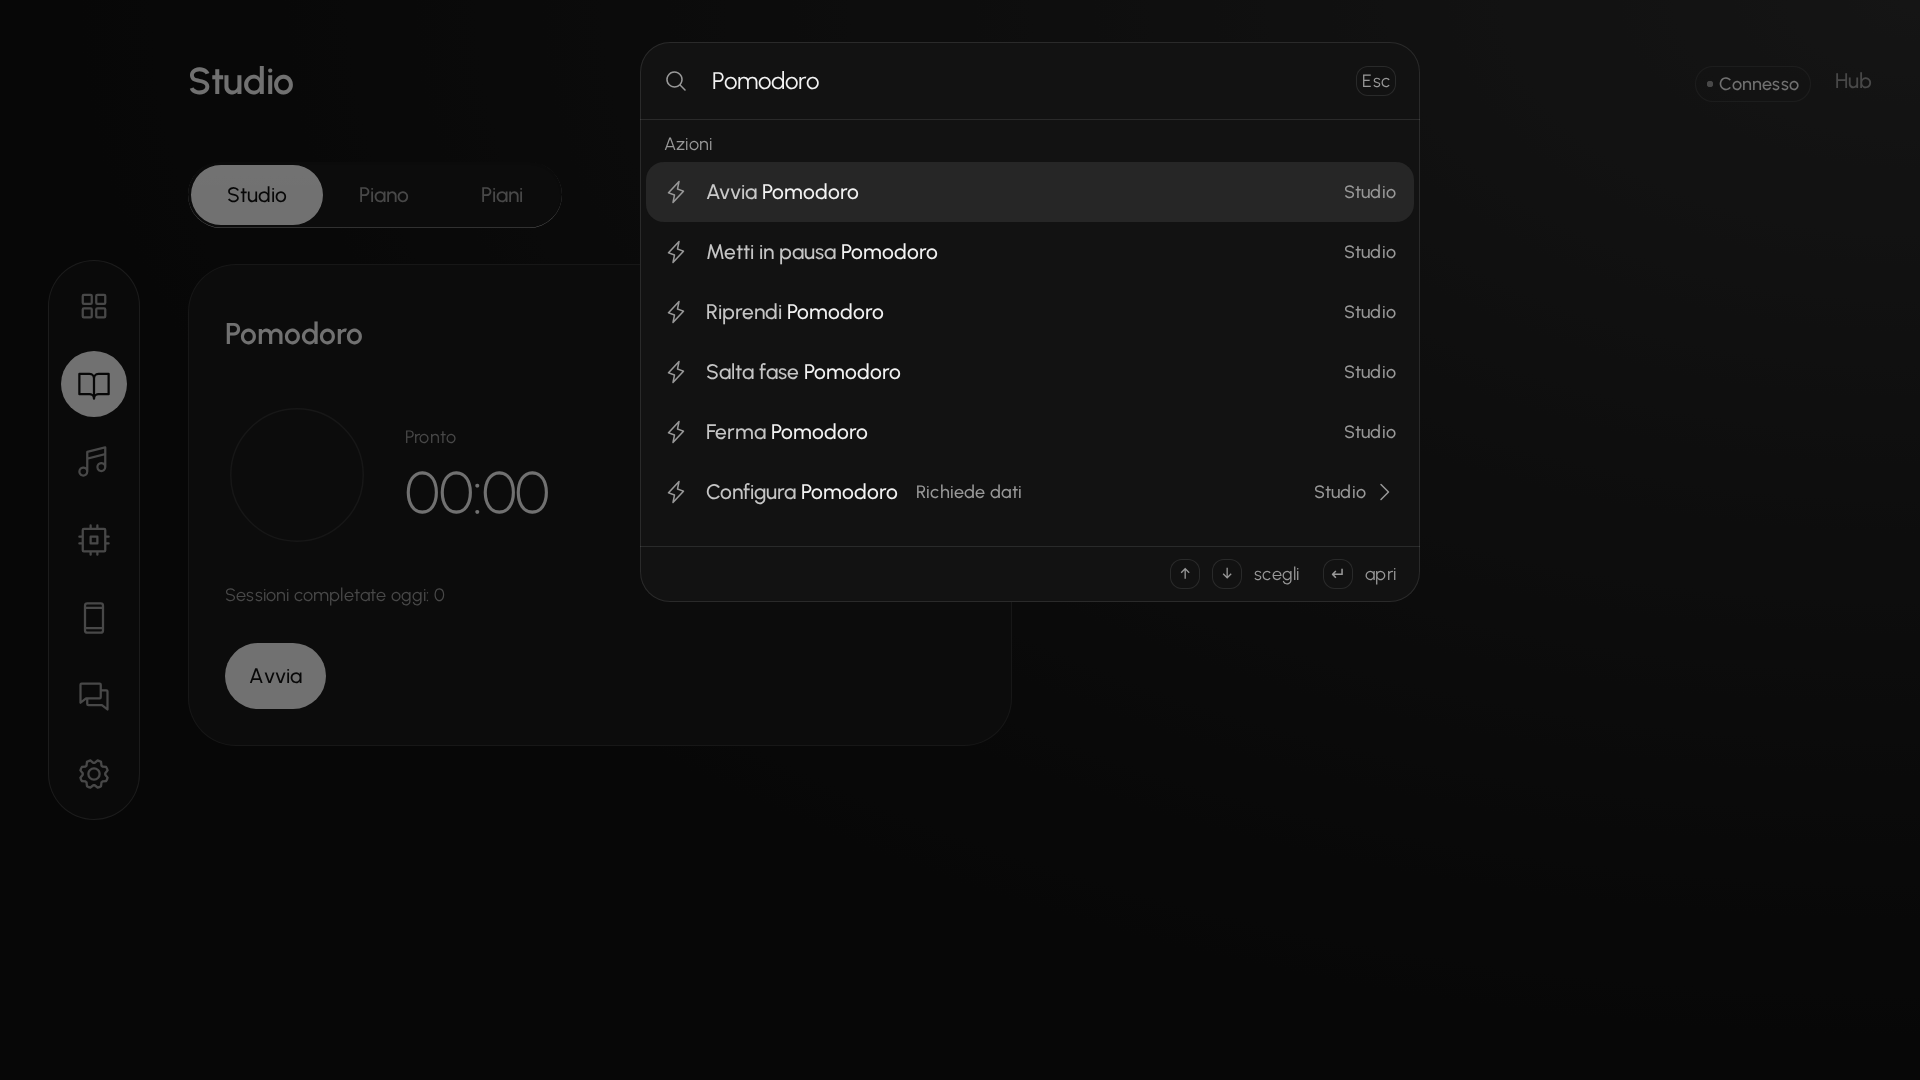 Studio
Pomodoro
Esc
Connesso
Hub
Azioni
Studio
Piano
Piani
Avvia Pomodoro
Studio
Metti in pausa Pomodoro
Studio
Riprendi Pomodoro
Studio
Salta fase Pomodoro
Studio
Ferma Pomodoro
Studio
Configura Pomodoro Richiede dati
Studio
↑ ↓ scegli ↵ apri
Pomodoro
Pronto
00:00
Sessioni completate oggi: 0
Avvia